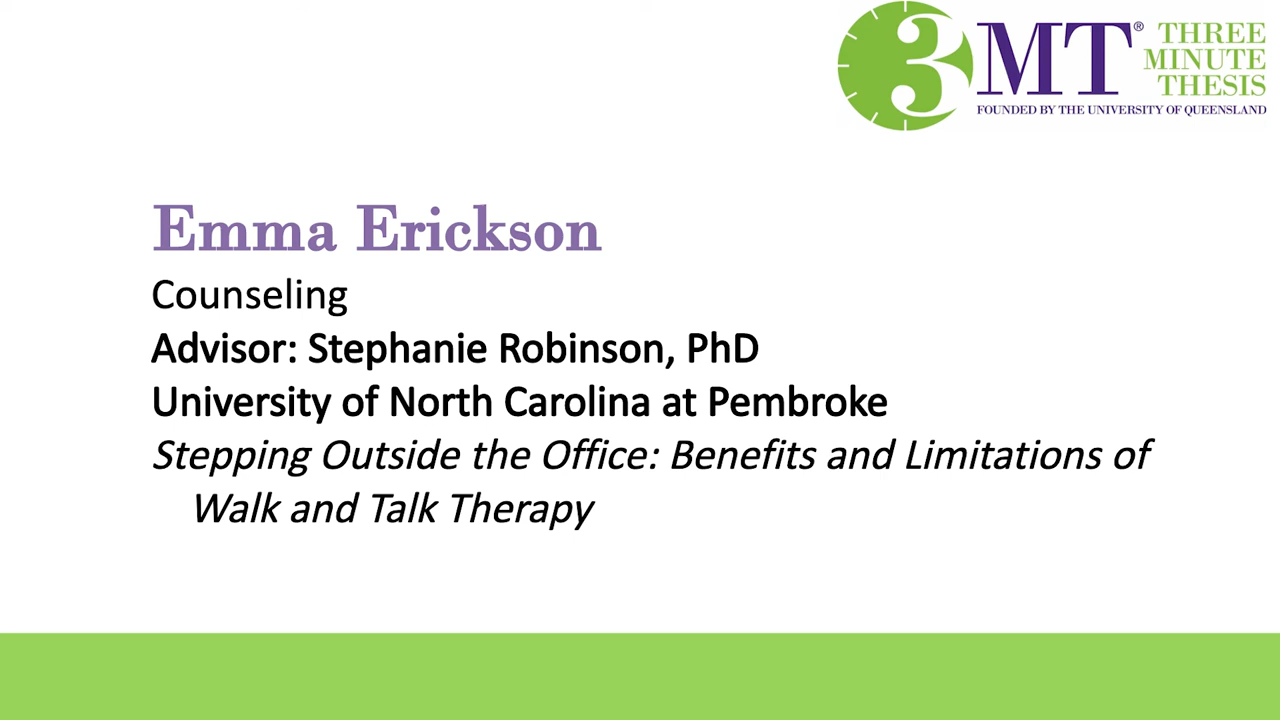 3MT® THREE
MINUTE
THESIS
FOUNDED BY THE UNIVERSITY OF QUEENSLAND
Emma Erickson
Counseling
Advisor: Stephanie Robinson, PhD
University of North Carolina at Pembroke
Stepping Outside the Office: Benefits and Limitations of
Walk and Talk Therapy